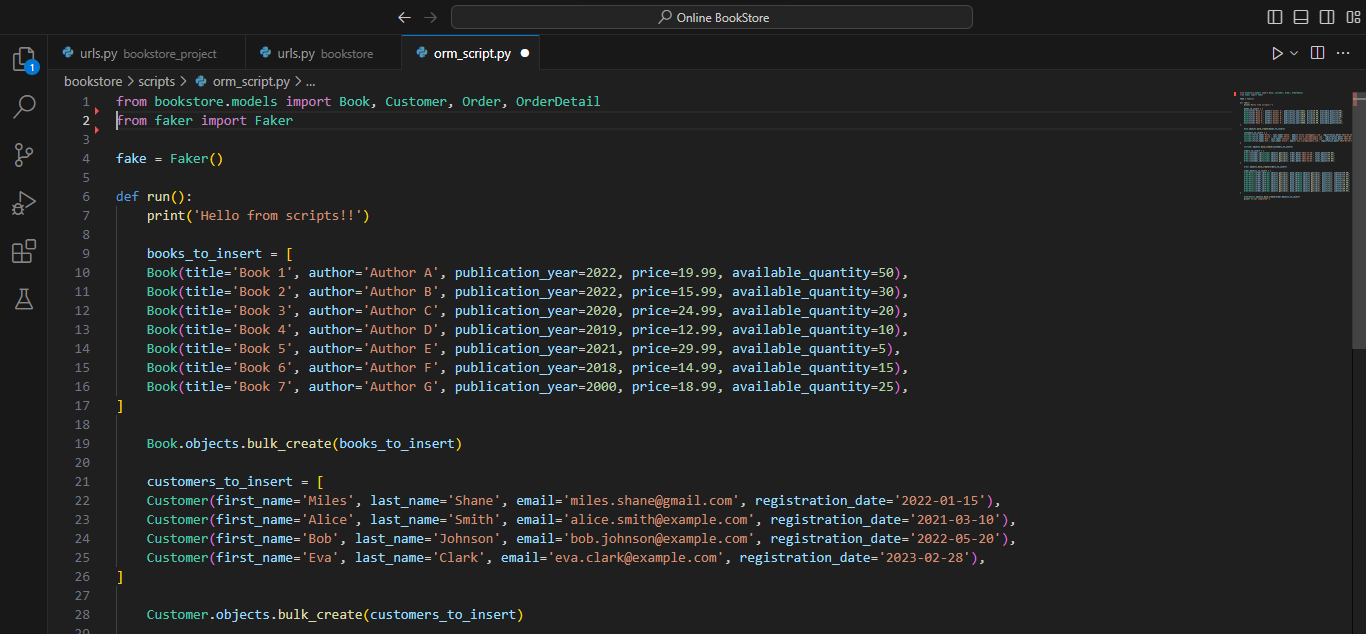 Online BookStore
urls.py bookstore_project
urls.py bookstore
orm_script.py
1
bookstore > scripts > orm_script.py > ...
1 from bookstore.models import Book, Customer, Order, OrderDetail
2 from faker import Faker
3
4 fake = Faker()
5
6 def run():
7     print('Hello from scripts!!')
8
9     books_to_insert = [
10     Book(title='Book 1', author='Author A', publication_year=2022, price=19.99, available_quantity=50),
11     Book(title='Book 2', author='Author B', publication_year=2022, price=15.99, available_quantity=30),
12     Book(title='Book 3', author='Author C', publication_year=2020, price=24.99, available_quantity=20),
13     Book(title='Book 4', author='Author D', publication_year=2019, price=12.99, available_quantity=10),
14     Book(title='Book 5', author='Author E', publication_year=2021, price=29.99, available_quantity=5),
15     Book(title='Book 6', author='Author F', publication_year=2018, price=14.99, available_quantity=15),
16     Book(title='Book 7', author='Author G', publication_year=2000, price=18.99, available_quantity=25),
17 ]
18
19     Book.objects.bulk_create(books_to_insert)
20
21     customers_to_insert = [
22     Customer(first_name='Miles', last_name='Shane', email='miles.shane@gmail.com', registration_date='2022-01-15'),
23     Customer(first_name='Alice', last_name='Smith', email='alice.smith@example.com', registration_date='2021-03-10'),
24     Customer(first_name='Bob', last_name='Johnson', email='bob.johnson@example.com', registration_date='2022-05-20'),
25     Customer(first_name='Eva', last_name='Clark', email='eva.clark@example.com', registration_date='2023-02-28'),
26 ]
27
28     Customer.objects.bulk_create(customers_to_insert)